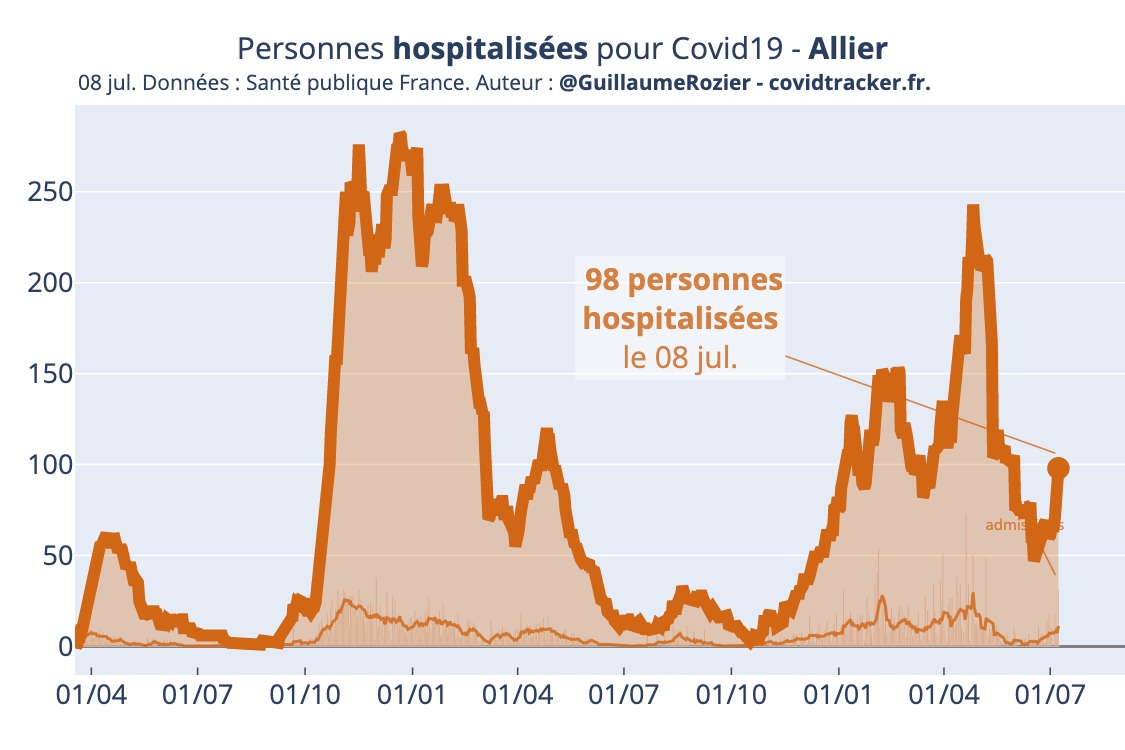 Personnes hospitalisées pour Covid19 - Allier
08 jul. Données : Santé publique France. Auteur : @GuillaumeRozier - covidtracker.fr.
250
200
150
100
50
0
98 personnes
hospitalisées
le 08 jul.
01/04 01/07 01/10 01/01 01/04 01/07 01/10 01/01 01/04 01/07